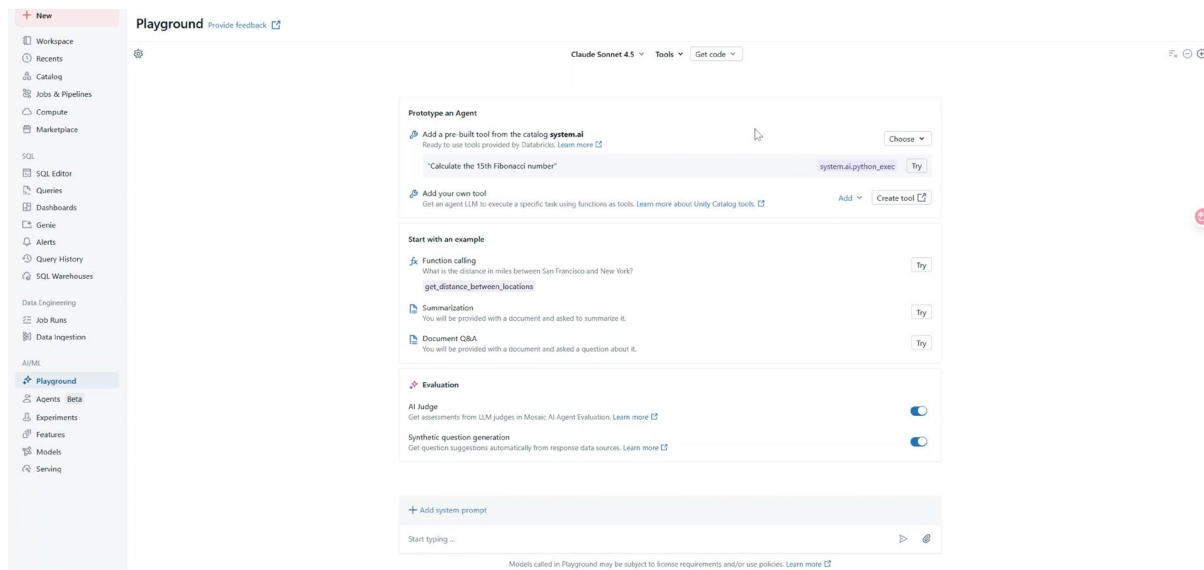 New
Playground Provide feedback
Workspace
Recents
Catalog
Jobs & Pipelines
Compute
Marketplace
SQL
SQL Editor
Queries
Dashboards
Genie
Alerts
Query History
SQL Warehouses
Data Engineering
Job Runs
Data Ingestion
AI/ML
Playground
Agents Beta
Experiments
Features
Models
Serving
Claude Sonnet 4.5 Tools Get code
Prototype an Agent
Add a pre-built tool from the catalog system.ai
Ready to use tools provided by Databricks. Learn more
Choose
"Calculate the 15th Fibonacci number" system.ai.python_exec Try
Add your own tool
Get an agent LLM to execute a specific task using functions as tools. Learn more about Unity Catalog tools.
Add Create tool
Start with an example
Function calling
What is the distance in miles between San Francisco and New York?
Try
get_distance_between_locations
Summarization
You will be provided with a document and asked to summarize it.
Try
Document Q&A
You will be provided with a document and asked a question about it.
Try
Evaluation
AI Judge
Get assessments from LLM judges in Mosaic AI Agent Evaluation. Learn more
Synthetic question generation
Get question suggestions automatically from response data sources. Learn more
Add system prompt
Start typing ...
Models called in Playground may be subject to license requirements and/or use policies. Learn more